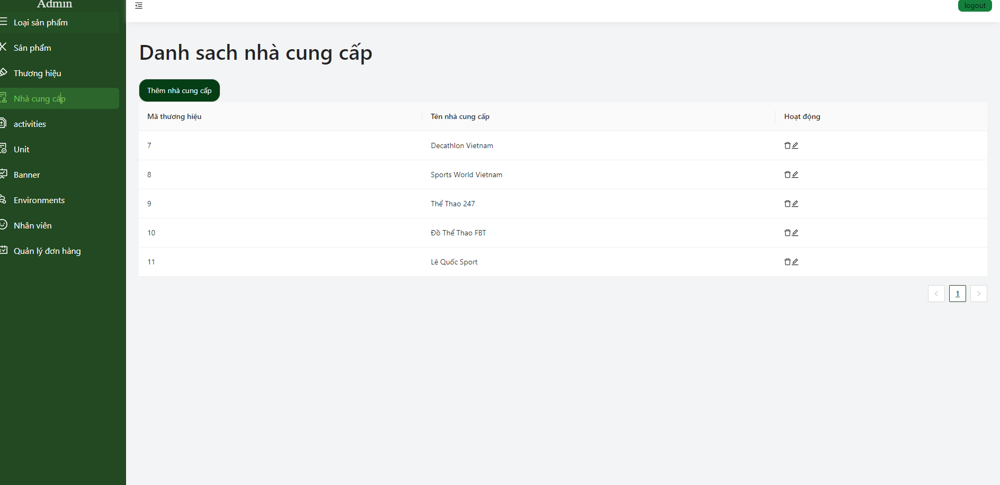 Admin
logout
Loại sản phẩm
Sản phẩm
Thương hiệu
Nhà cung cấp
activities
Unit
Banner
Environments
Nhân viên
Quản lý đơn hàng
Danh sach nhà cung cấp
Thêm nhà cung cấp
Mã thương hiệu Tên nhà cung cấp Hoạt động
7 Decathlon Vietnam
8 Sports World Vietnam
9 Thể Thao 247
10 Đồ Thể Thao FBT
11 Lê Quốc Sport
< 1 >